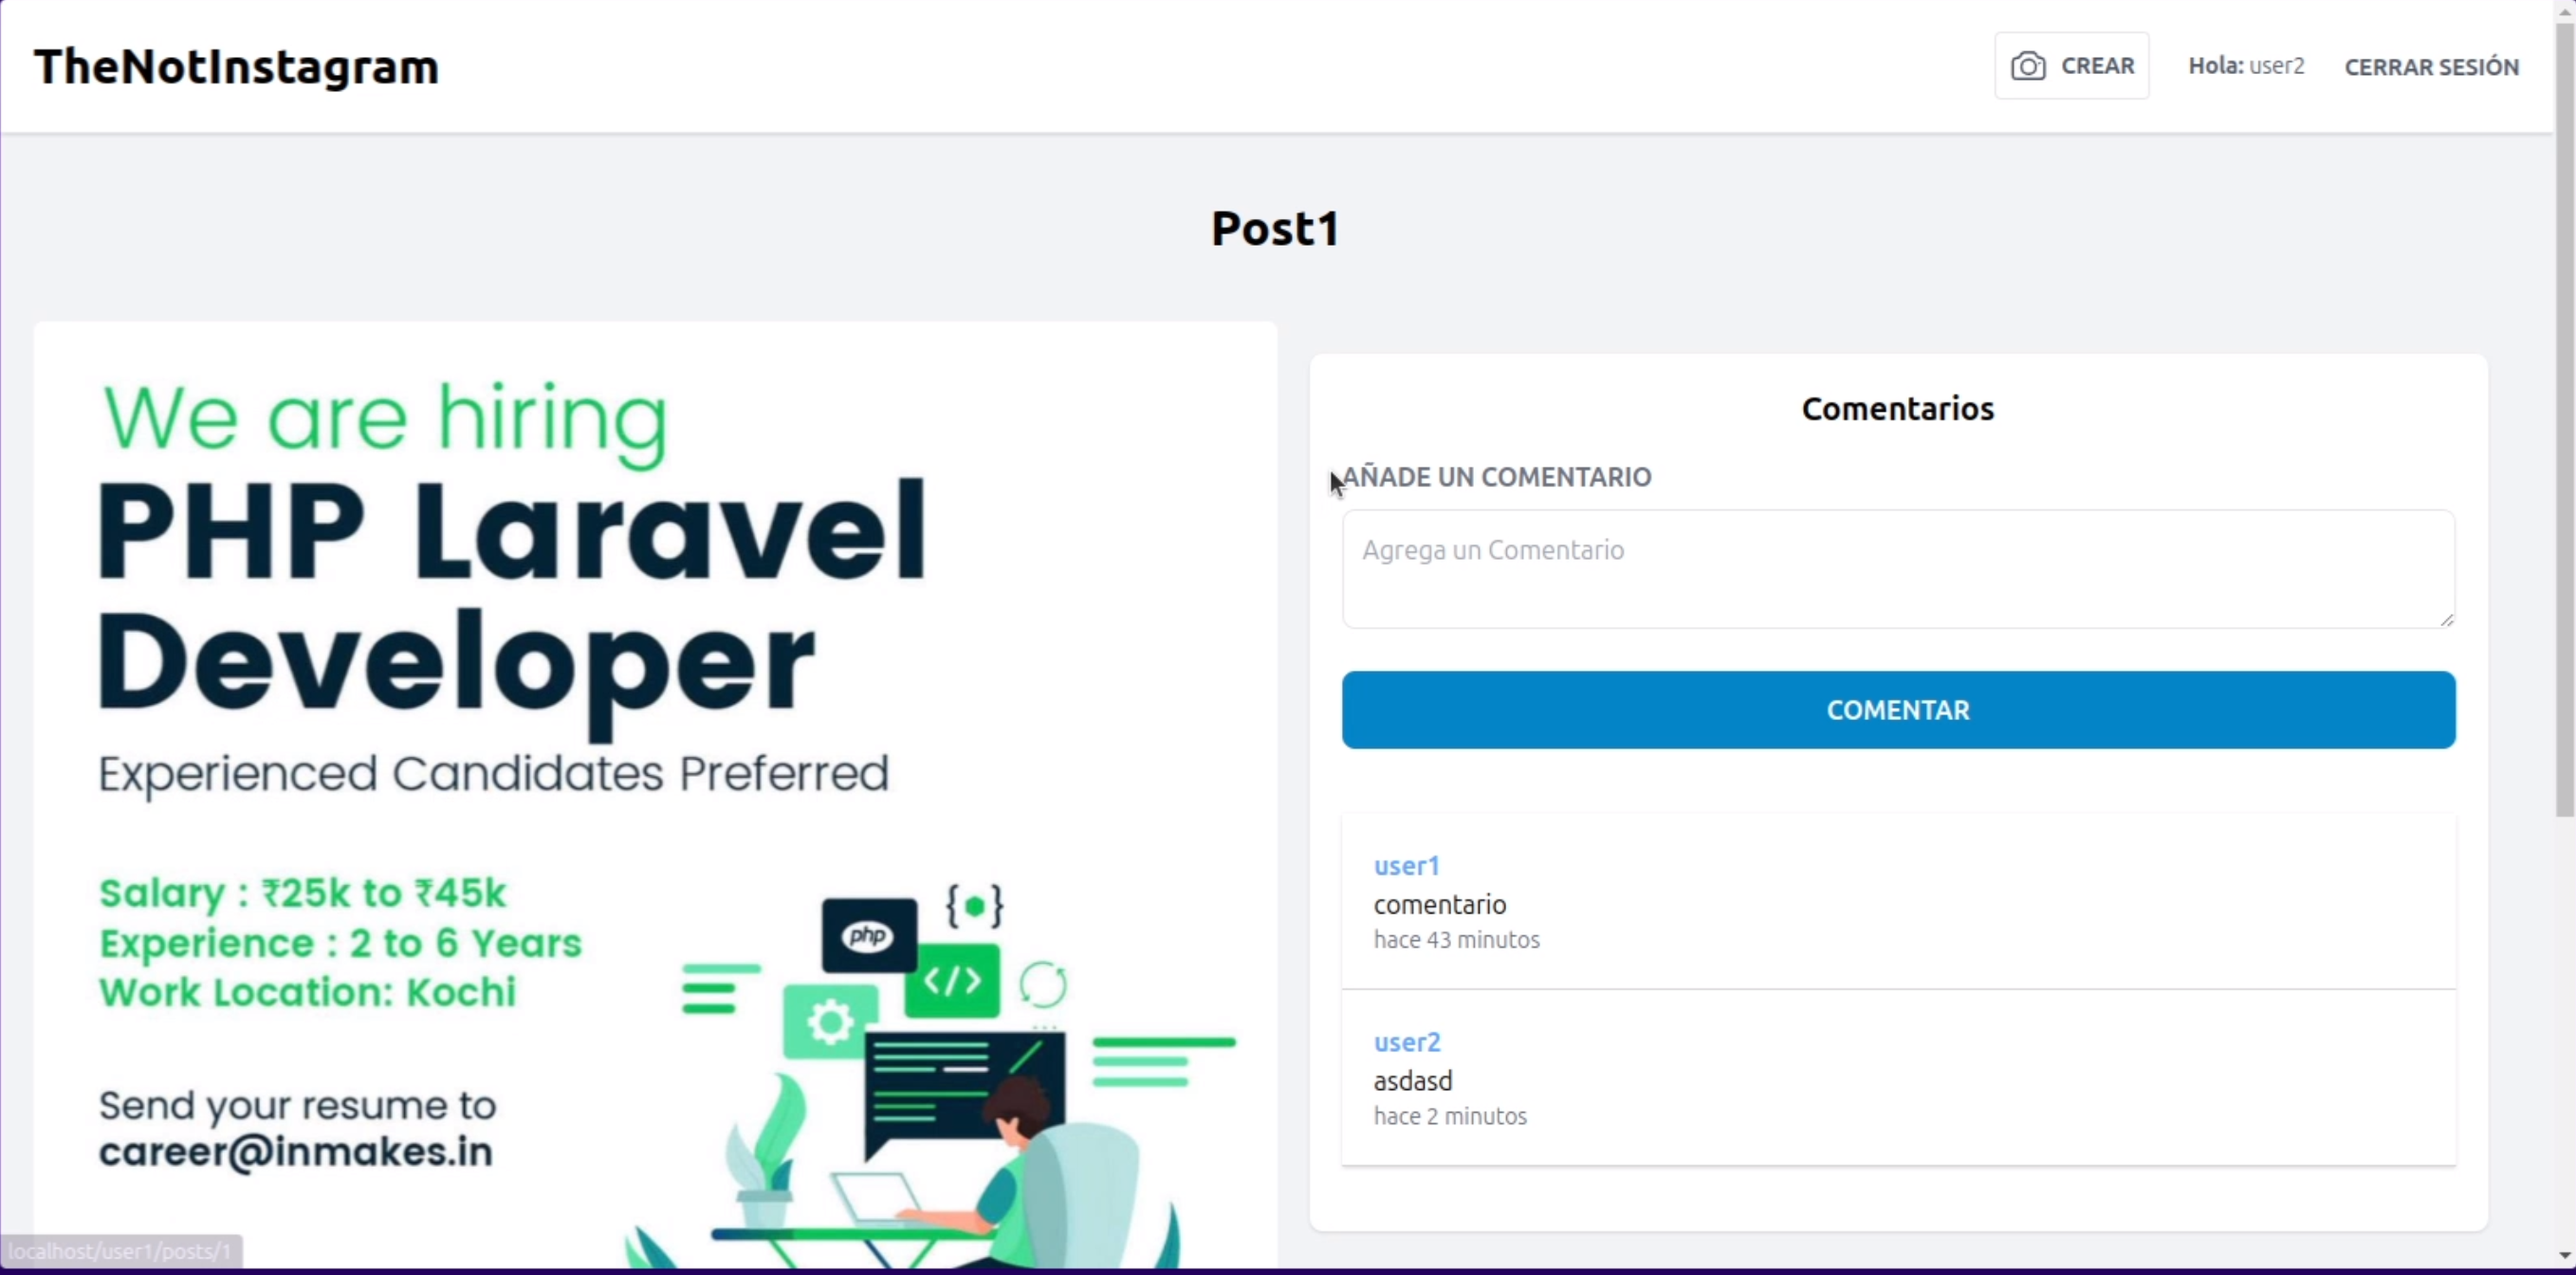 TheNotInstagram
CREAR
Hola: user2
CERRAR SESIÓN
Post1
We are hiring
PHP Laravel
Developer
Experienced Candidates Preferred
Salary : ₹25k to ₹45k
Experience : 2 to 6 Years
Work Location: Kochi
Send your resume to
career@inmakes.in
php
{ }
</>
Comentarios
AÑADE UN COMENTARIO
Agrega un Comentario
COMENTAR
user1
comentario
hace 43 minutos
user2
asdasd
hace 2 minutos
localhost/user1/posts/1